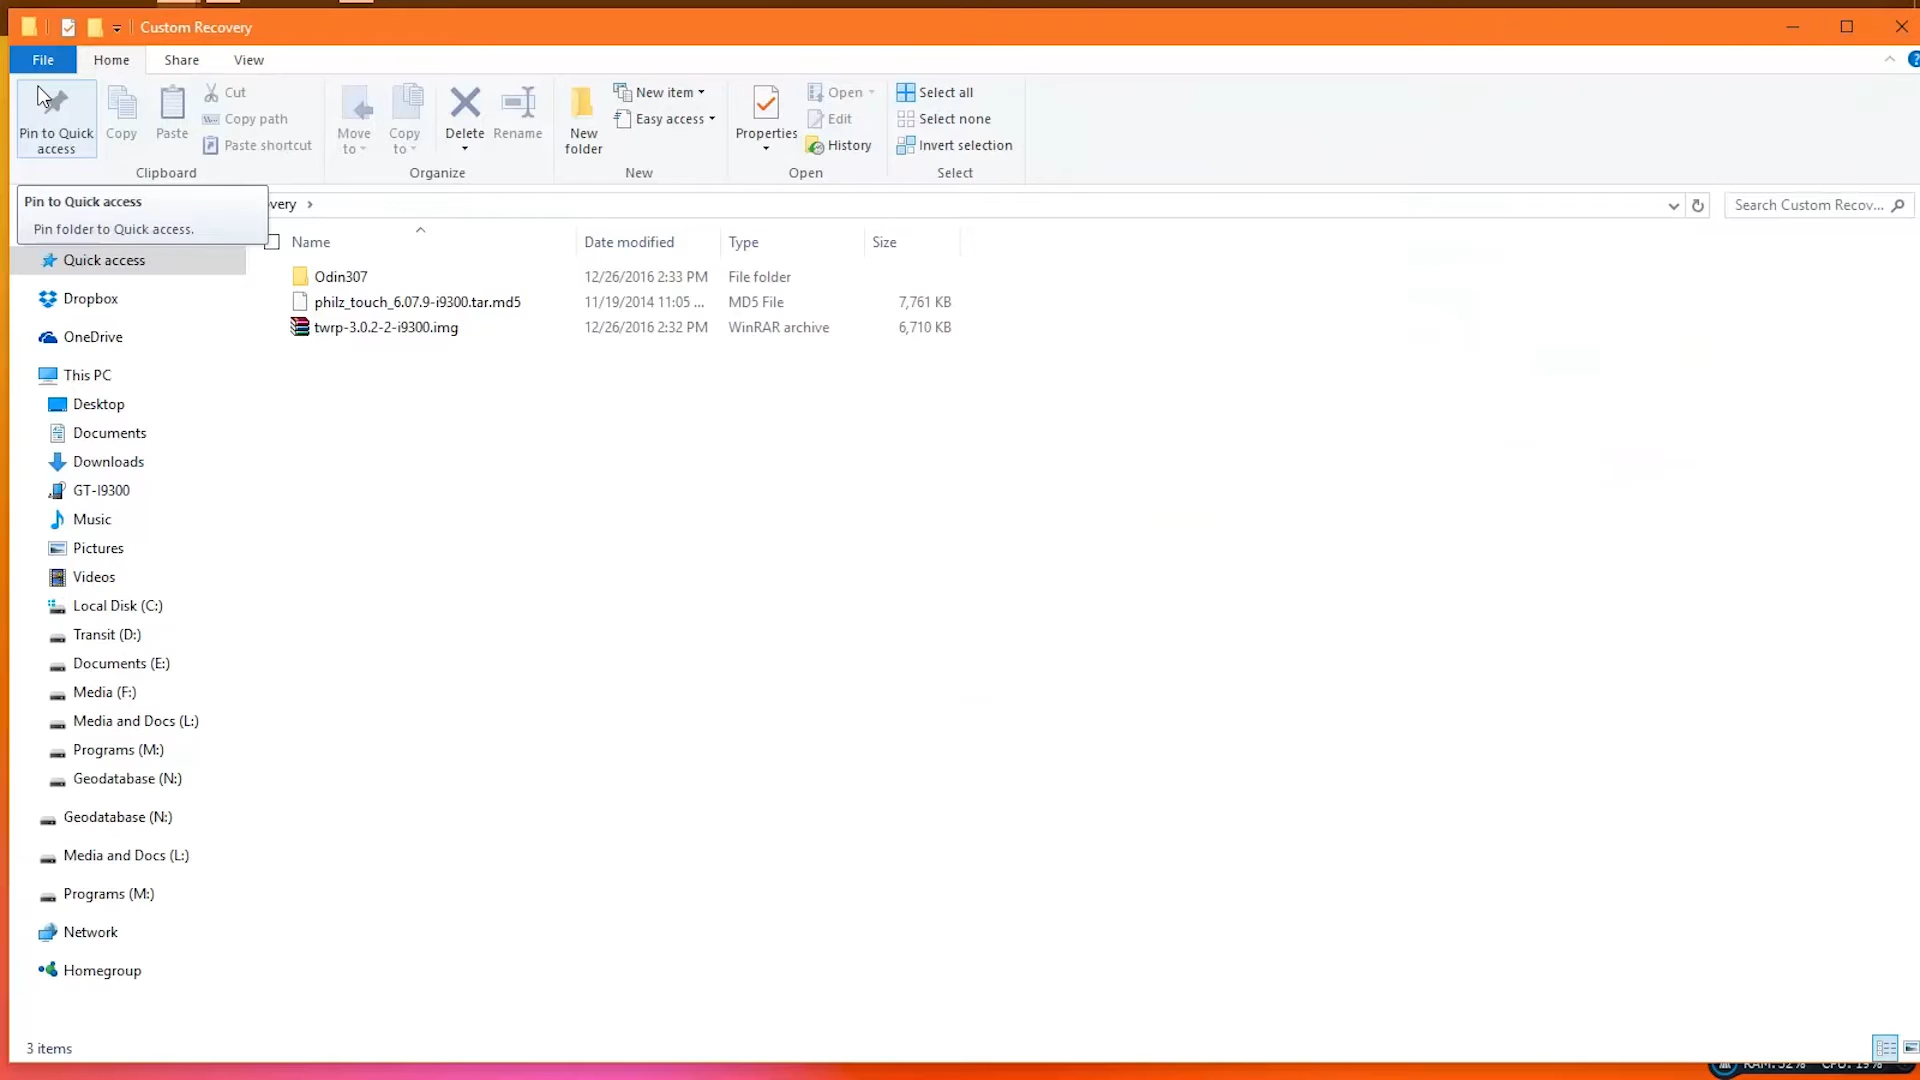 Custom Recovery
File Home Share View
Pin to Quick access
Copy
Paste
Cut
Copy path
Paste shortcut
Clipboard
Move to
Copy to
Delete
Rename
Organize
New folder
New item
Easy access
New
Properties
Open
Edit
History
Open
Select all
Select none
Invert selection
Select
Pin to Quick access
Pin folder to Quick access.
very
Search Custom Recov...
Name Date modified Type Size
Odin307 12/26/2016 2:33 PM File folder
philz_touch_6.07.9-i9300.tar.md5 11/19/2014 11:05 ... MD5 File 7,761 KB
twrp-3.0.2-2-i9300.img 12/26/2016 2:32 PM WinRAR archive 6,710 KB
Quick access
Dropbox
OneDrive
This PC
Desktop
Documents
Downloads
GT-I9300
Music
Pictures
Videos
Local Disk (C:)
Transit (D:)
Documents (E:)
Media (F:)
Media and Docs (L:)
Programs (M:)
Geodatabase (N:)
Geodatabase (N:)
Media and Docs (L:)
Programs (M:)
Network
Homegroup
3 items
RAM: 52% CPU: 19%